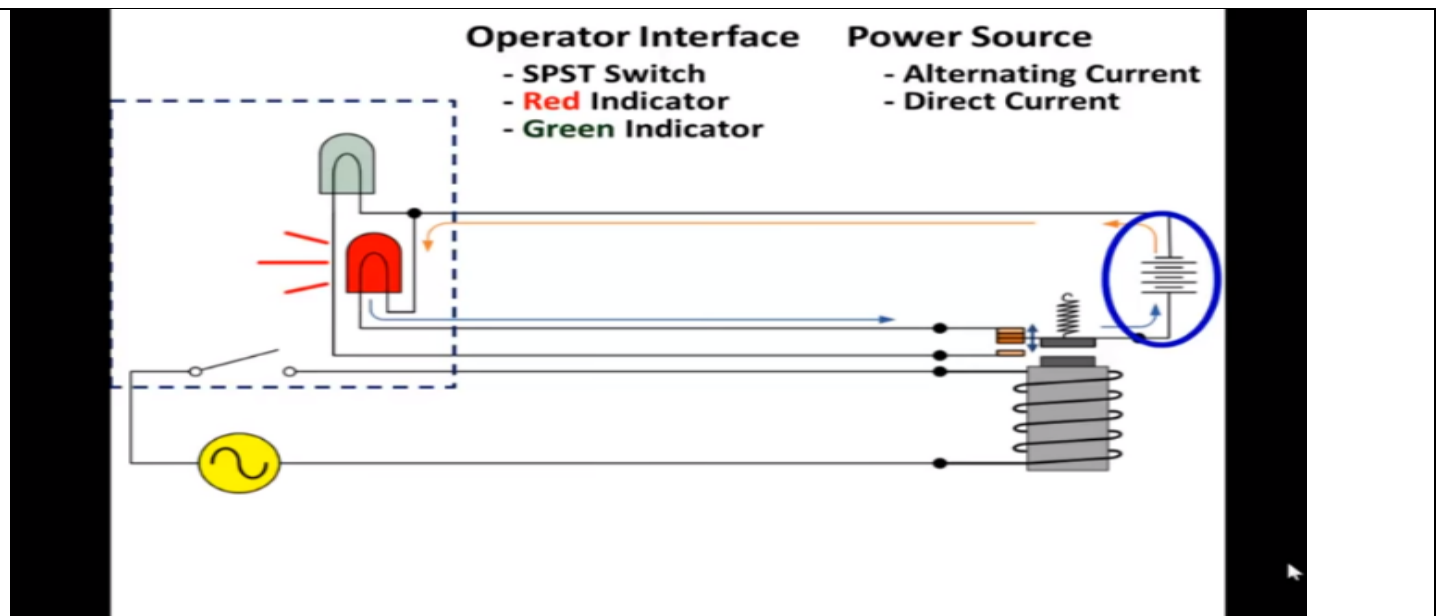 Operator Interface
- SPST Switch
- Red Indicator
- Green Indicator
Power Source
- Alternating Current
- Direct Current